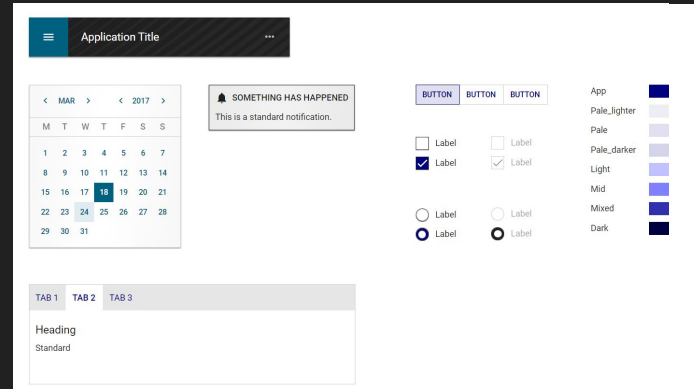 Application Title
< MAR > < 2017 >
M T W T F S S
1 2 3 4 5 6 7
8 9 10 11 12 13 14
15 16 17 18 19 20 21
22 23 24 25 26 27 28
29 30 31
SOMETHING HAS HAPPENED
This is a standard notification.
BUTTON BUTTON BUTTON
Label Label
Label Label
Label Label
Label Label
App
Pale_lighter
Pale
Pale_darker
Light
Mid
Mixed
Dark
TAB 1 TAB 2 TAB 3
Heading
Standard